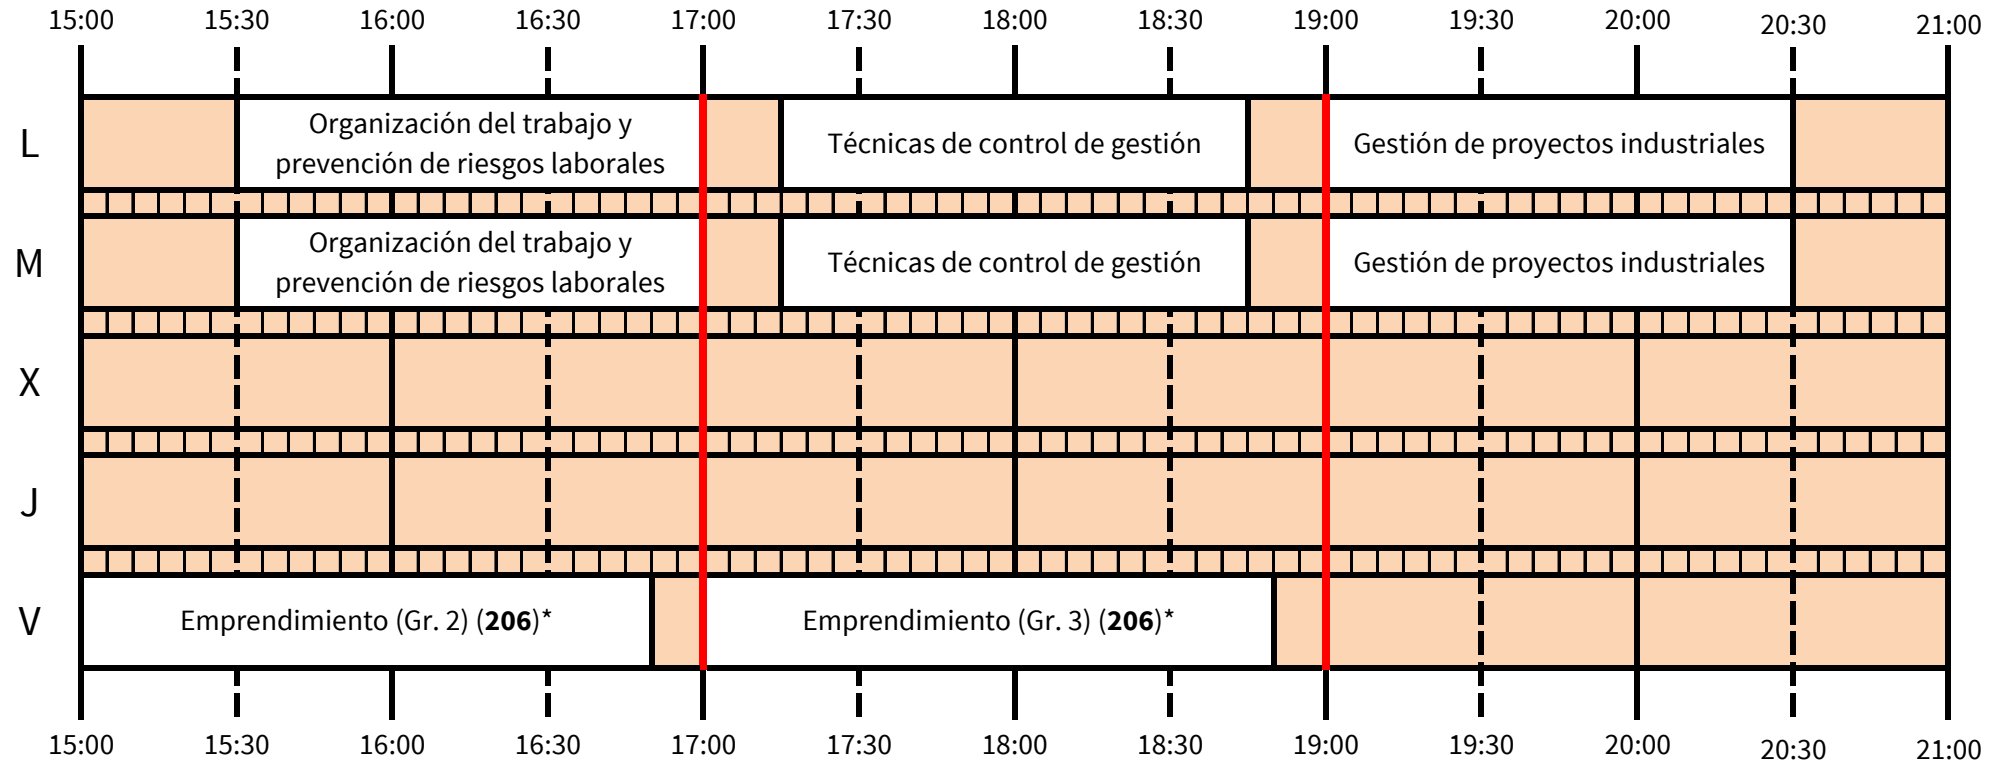 15:00 15:30 16:00 16:30 17:00 17:30 18:00 18:30 19:00 19:30 20:00 20:30 21:00
L
Organización del trabajo y
prevención de riesgos laborales
Técnicas de control de gestión
Gestión de proyectos industriales
M
Organización del trabajo y
prevención de riesgos laborales
Técnicas de control de gestión
Gestión de proyectos industriales
X
J
V
Emprendimiento (Gr. 2) (206)*
Emprendimiento (Gr. 3) (206)*
15:00 15:30 16:00 16:30 17:00 17:30 18:00 18:30 19:00 19:30 20:00 20:30 21:00